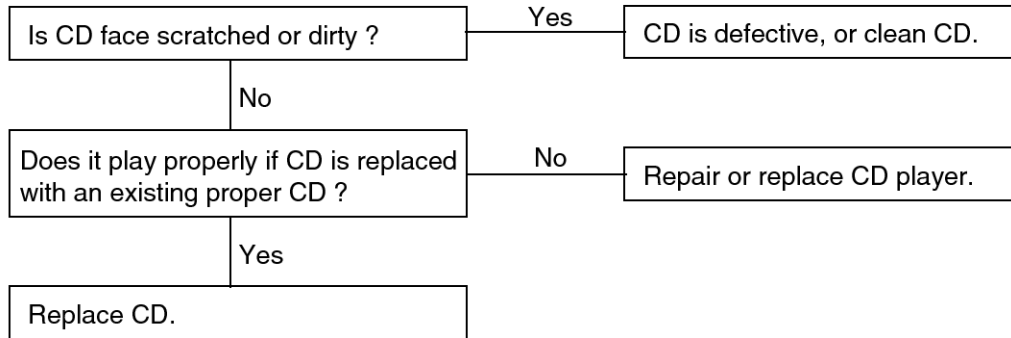 Is CD face scratched or dirty ?
Yes
CD is defective, or clean CD.
No
Does it play properly if CD is replaced
with an existing proper CD ?
No
Repair or replace CD player.
Yes
Replace CD.